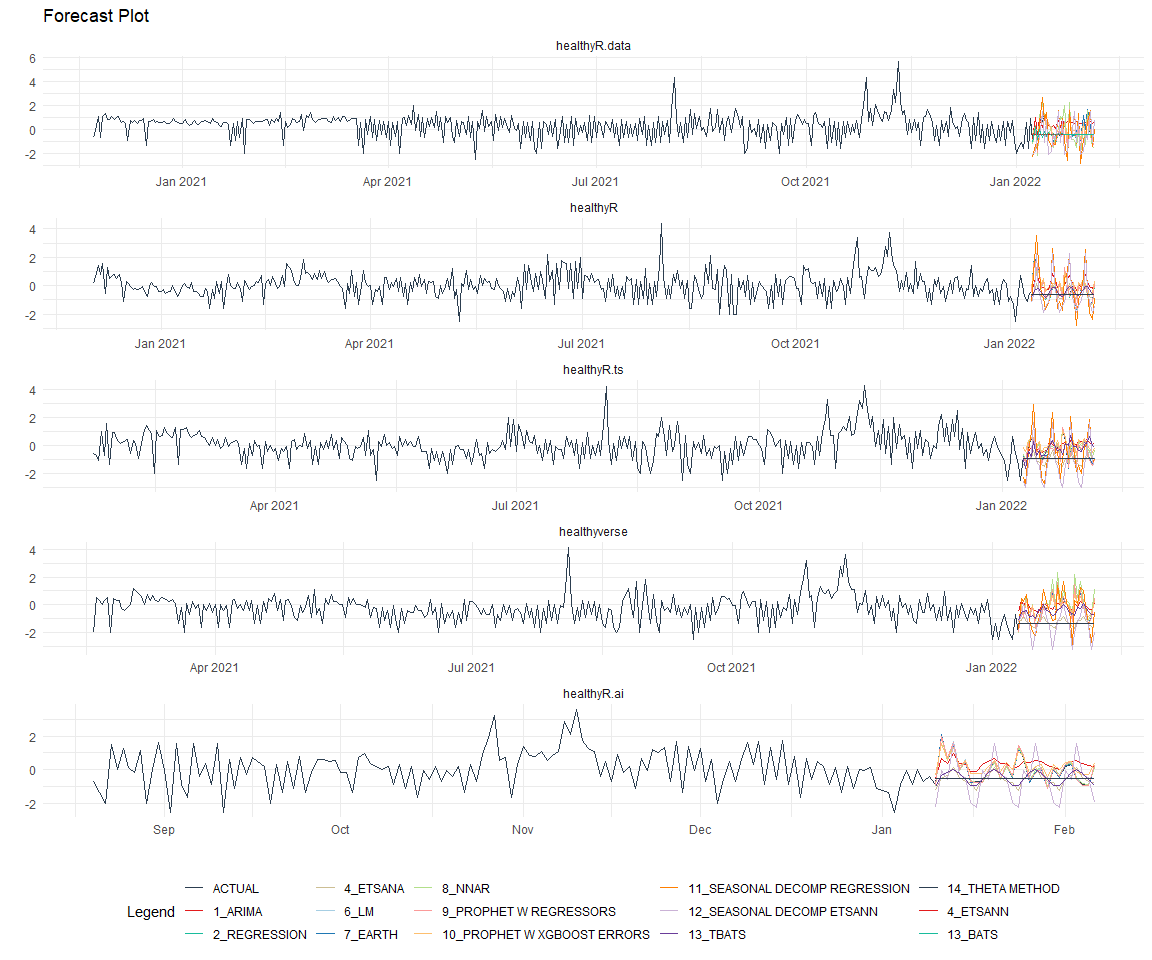 Forecast Plot
healthyR.data
6
4
2
0
-2
Jan 2021 Apr 2021 Jul 2021 Oct 2021 Jan 2022
healthyR
4
2
0
-2
Jan 2021 Apr 2021 Jul 2021 Oct 2021 Jan 2022
healthyR.ts
4
2
0
-2
Apr 2021 Jul 2021 Oct 2021 Jan 2022
healthyverse
4
2
0
-2
Apr 2021 Jul 2021 Oct 2021 Jan 2022
healthyR.ai
2
0
-2
Sep Oct Nov Dec Jan Feb
ACTUAL 4_ETSANA 8_NNAR 11_SEASONAL DECOMP REGRESSION 14_THETA METHOD
Legend 1_ARIMA 6_LM 9_PROPHET W REGRESSORS 12_SEASONAL DECOMP ETSANN 4_ETSANN
2_REGRESSION 7_EARTH 10_PROPHET W XGBOOST ERRORS 13_TBATS 13_BATS